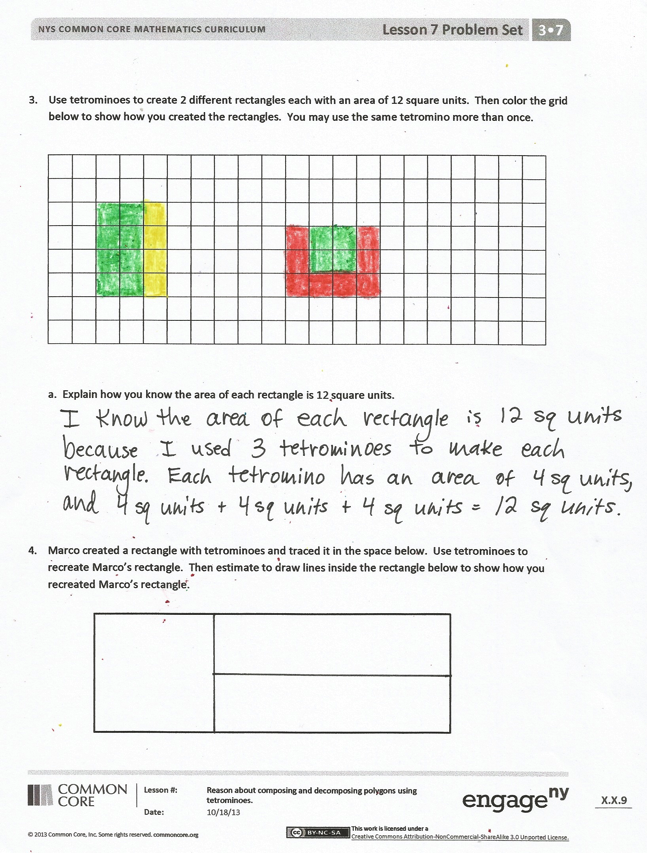 NYS COMMON CORE MATHEMATICS CURRICULUM
Lesson 7 Problem Set
3•7
3. Use tetrominoes to create 2 different rectangles each with an area of 12 square units. Then color the grid
below to show how you created the rectangles. You may use the same tetromino more than once.
a. Explain how you know the area of each rectangle is 12 square units.
I know the area of each rectangle is 12 sq units
because I used 3 tetrominoes to make each
rectangle. Each tetromino has an area of 4 sq units,
and 4 sq units + 4 sq units + 4 sq units = 12 sq units.
4. Marco created a rectangle with tetrominoes and traced it in the space below. Use tetrominoes to
recreate Marco's rectangle. Then estimate to draw lines inside the rectangle below to show how you
recreated Marco's rectangle.
COMMON
CORE
Lesson #:
Reason about composing and decomposing polygons using
tetrominoes.
Date:
10/18/13
engageny
X.X.9
© 2013 Common Core, Inc. Some rights reserved. commoncore.org
cc BY-NC-SA
This work is licensed under a
Creative Commons Attribution-NonCommercial-ShareAlike 3.0 Unported License.